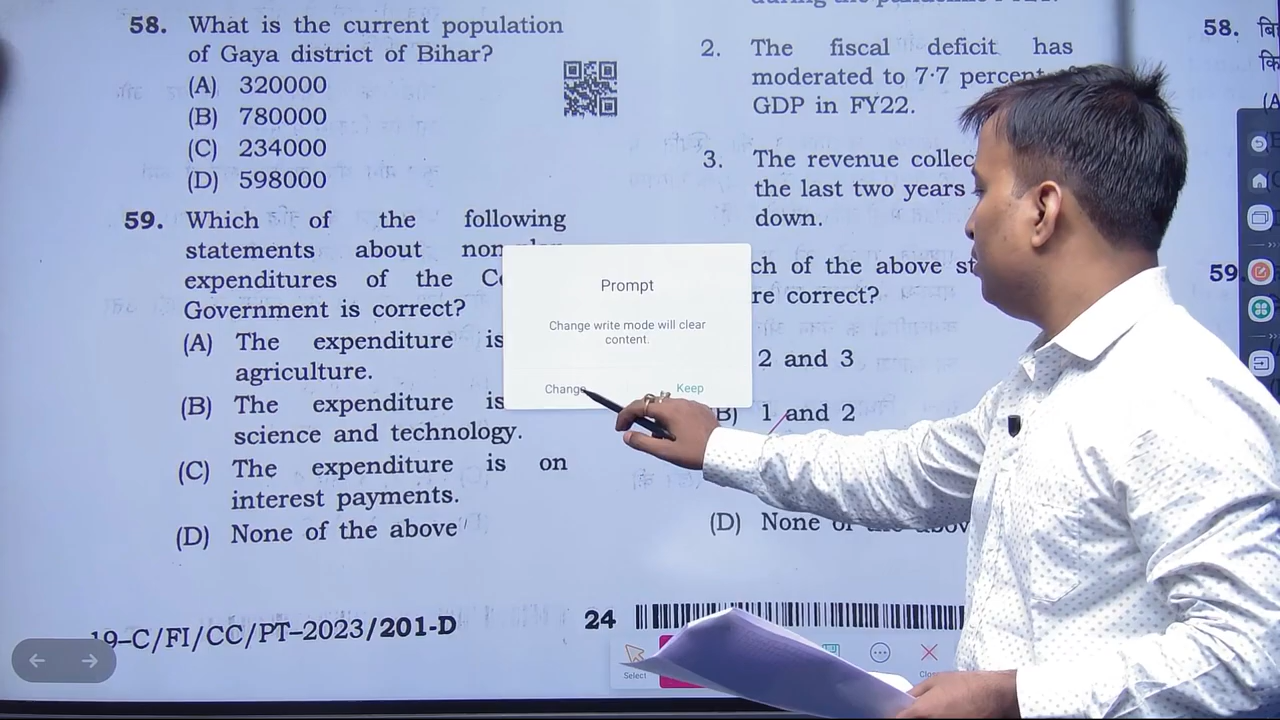 58. What is the current population
of Gaya district of Bihar?
(A) 320000
(B) 780000
(C) 234000
(D) 598000
59. Which of the following
statements about
expenditures of the
Government is correct?
(A) The expenditure is
agriculture.
(B) The expenditure is
science and technology.
(C) The expenditure is on
interest payments.
(D) None of the above
19–C/FI/CC/PT–2023/201-D
24
2. The fiscal deficit has
moderated to 7·7 percent
GDP in FY22.
3. The revenue
the last two years
down.
of the above
correct?
2 and 3
(B) 1 and 2
(D) None of the
58.
59.
Prompt
Change write mode will clear
content.
Change Keep
Select